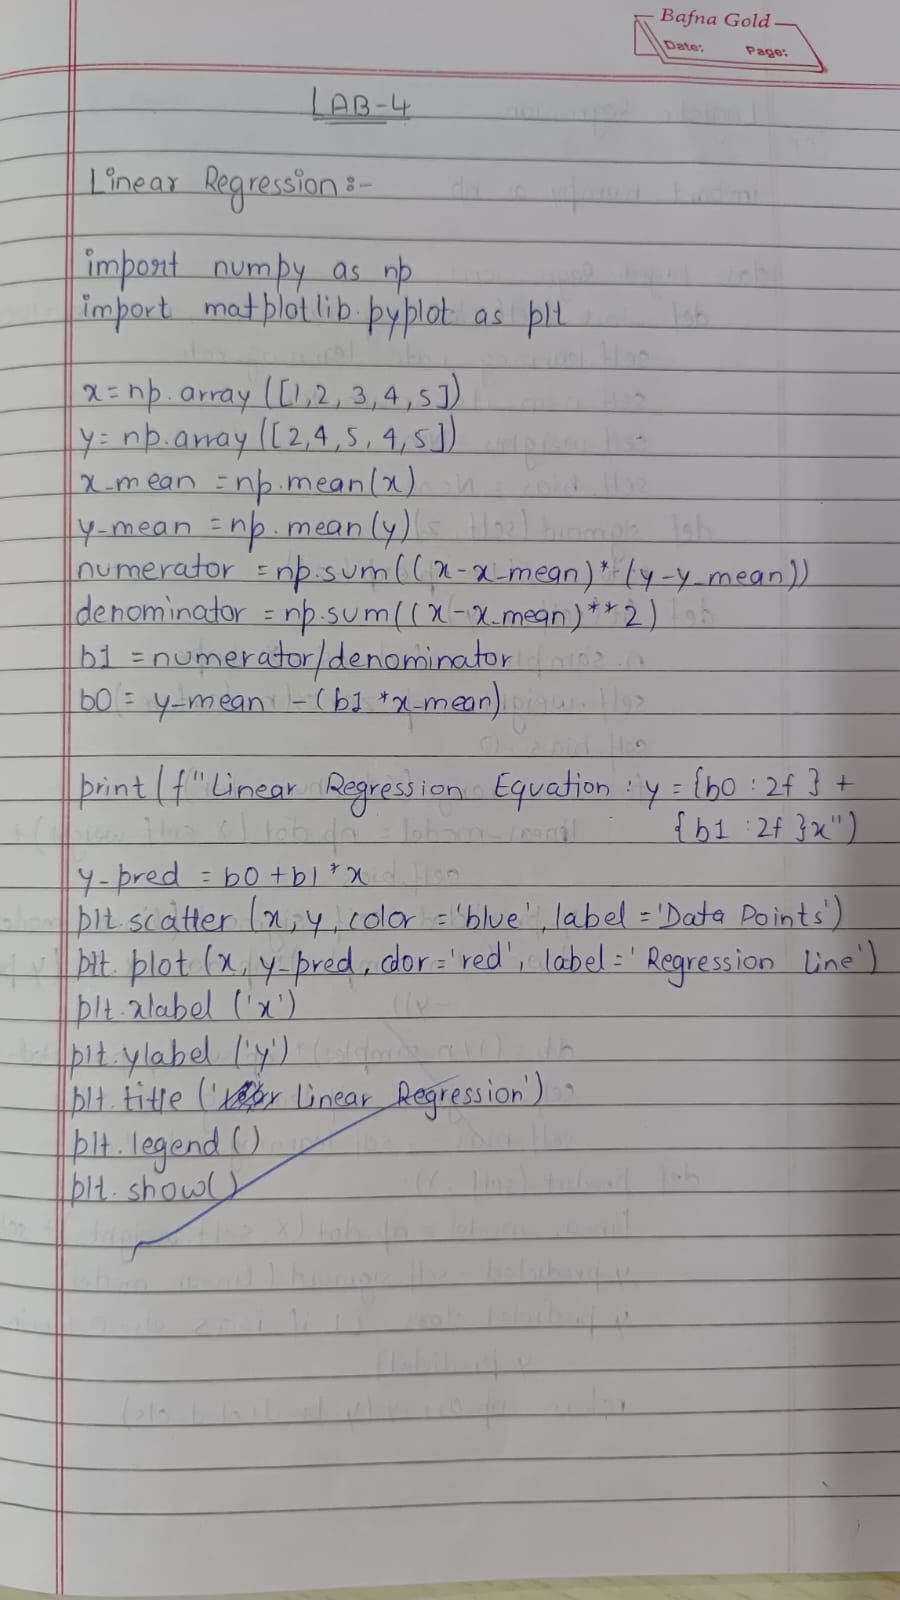 Bafna Gold
Date: Page:
LAB-4
Linear Regression:-
import numpy as np
import matplotlib.pyplot as plt
x = np.array([1,2,3,4,5])
y = np.array([2,4,5,4,5])
x_mean = np.mean(x)
y_mean = np.mean(y)
numerator = np.sum((x-x_mean)*(y-y_mean))
denominator = np.sum((x-x_mean)**2)
b1 = numerator/denominator
b0 = y_mean - (b1*x_mean)
print(f"Linear Regression Equation : y = {b0 : 2f} +
{b1 : 2f}x")
y_pred = b0 + b1*x
plt.scatter (x, y, color = 'blue', label = 'Data Points')
plt.plot (x, y_pred, color = 'red', label = 'Regression line')
plt.xlabel ('x')
plt.ylabel ('y')
plt.title ('Linear Regression')
plt.legend()
plt.show()